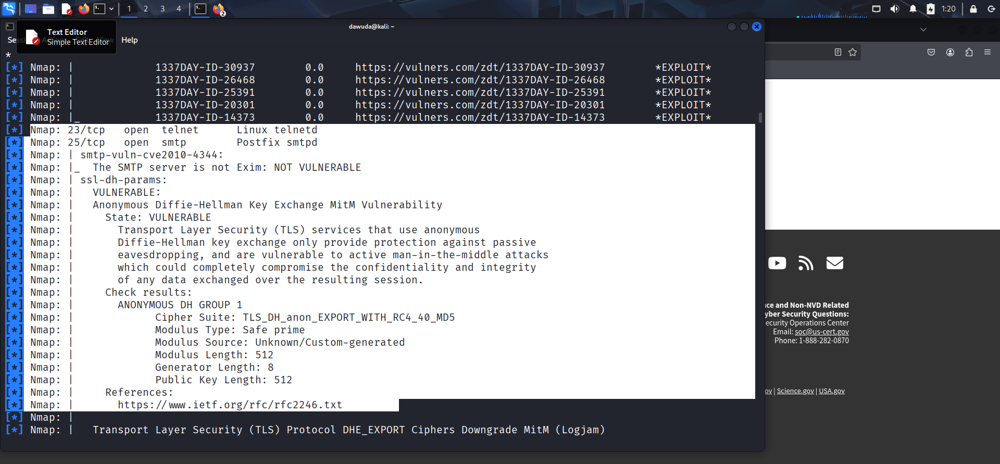 1 2 3 4 2 1:20
dawuda@kali: ~
Text Editor
Simple Text Editor
Help
*
[*] Nmap: | 1337DAY-ID-30937 0.0 https://vulners.com/zdt/1337DAY-ID-30937 *EXPLOIT*
[*] Nmap: | 1337DAY-ID-26468 0.0 https://vulners.com/zdt/1337DAY-ID-26468 *EXPLOIT*
[*] Nmap: | 1337DAY-ID-25391 0.0 https://vulners.com/zdt/1337DAY-ID-25391 *EXPLOIT*
[*] Nmap: | 1337DAY-ID-20301 0.0 https://vulners.com/zdt/1337DAY-ID-20301 *EXPLOIT*
[*] Nmap: |_ 1337DAY-ID-14373 0.0 https://vulners.com/zdt/1337DAY-ID-14373 *EXPLOIT*
[*] Nmap: 23/tcp open telnet Linux telnetd
[*] Nmap: 25/tcp open smtp Postfix smtpd
[*] Nmap: | smtp-vuln-cve2010-4344:
[*] Nmap: |_ The SMTP server is not Exim: NOT VULNERABLE
[*] Nmap: | ssl-dh-params:
[*] Nmap: | VULNERABLE:
[*] Nmap: | Anonymous Diffie-Hellman Key Exchange MitM Vulnerability
[*] Nmap: | State: VULNERABLE
[*] Nmap: | Transport Layer Security (TLS) services that use anonymous
[*] Nmap: | Diffie-Hellman key exchange only provide protection against passive
[*] Nmap: | eavesdropping, and are vulnerable to active man-in-the-middle attacks
[*] Nmap: | which could completely compromise the confidentiality and integrity
[*] Nmap: | of any data exchanged over the resulting session.
[*] Nmap: | Check results:
[*] Nmap: | ANONYMOUS DH GROUP 1
[*] Nmap: | Cipher Suite: TLS_DH_anon_EXPORT_WITH_RC4_40_MD5
[*] Nmap: | Modulus Type: Safe prime
[*] Nmap: | Modulus Source: Unknown/Custom-generated
[*] Nmap: | Modulus Length: 512
[*] Nmap: | Generator Length: 8
[*] Nmap: | Public Key Length: 512
[*] Nmap: | References:
[*] Nmap: | https://www.ietf.org/rfc/rfc2246.txt
[*] Nmap: |
[*] Nmap: | Transport Layer Security (TLS) Protocol DHE_EXPORT Ciphers Downgrade MitM (Logjam)
and Non-NVD Related
Security Questions:
Operations Center
Email: soc@us-cert.gov
Phone: 1-888-282-0870
| Science.gov | USA.gov